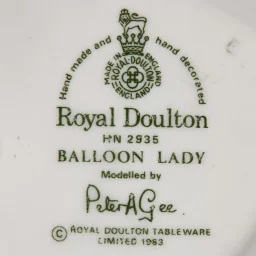 Hand made and hand decorated
MADE IN ENGLAND
ROYAL·DOULTON
ENGLAND
Royal Doulton
HN 2935
BALLOON LADY
Modelled by
Peter A Gee.
© ROYAL DOULTON TABLEWARE
LIMITED 1983